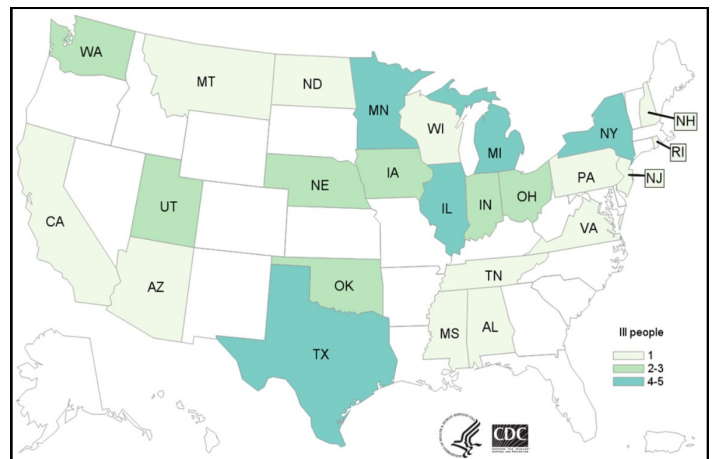 WA
MT
ND
MN
WI
MI
NY
NH
RI
NJ
PA
OH
IN
IL
IA
NE
UT
CA
AZ
OK
TX
VA
TN
MS
AL
Ill people
1
2-3
4-5
CDC